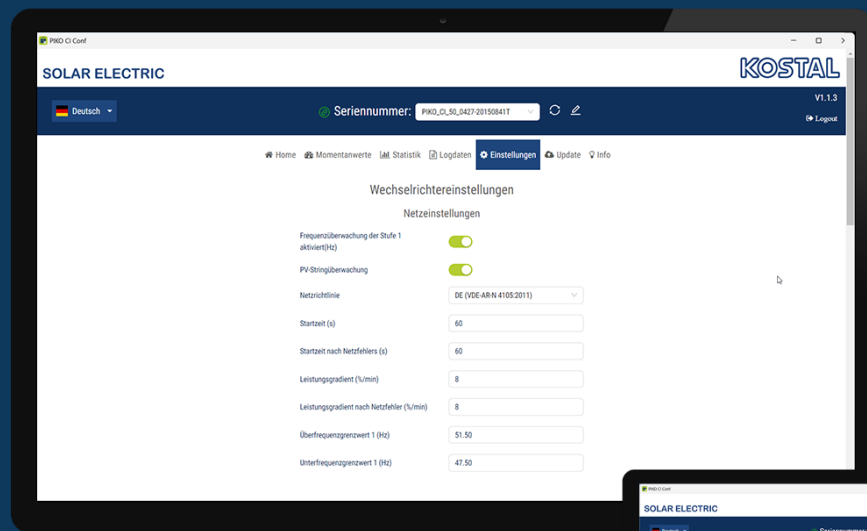 PIKO CI Conf
SOLAR ELECTRIC
KOSTAL
Deutsch
Seriennummer:
PIKO_CI_50_0427-20150841T
V1.1.3
Logout
Home Momentanwerte Statistik Logdaten Einstellungen Update Info
Wechselrichtereinstellungen
Netzeinstellungen
Frequenzüberwachung der Stufe 1
aktiviert(Hz)
PV-Stringüberwachung
Netzrichtlinie DE (VDE-AR-N 4105:2011)
Startzeit (s) 60
Startzeit nach Netzfehlers (s) 60
Leistungsgradient (%/min) 8
Leistungsgradient nach Netzfehler (%/min) 8
Überfrequenzgrenzwert 1 (Hz) 51.50
Unterfrequenzgrenzwert 1 (Hz) 47.50
PIKO CI Conf
SOLAR ELECTRIC
Deutsch
Seriennummer